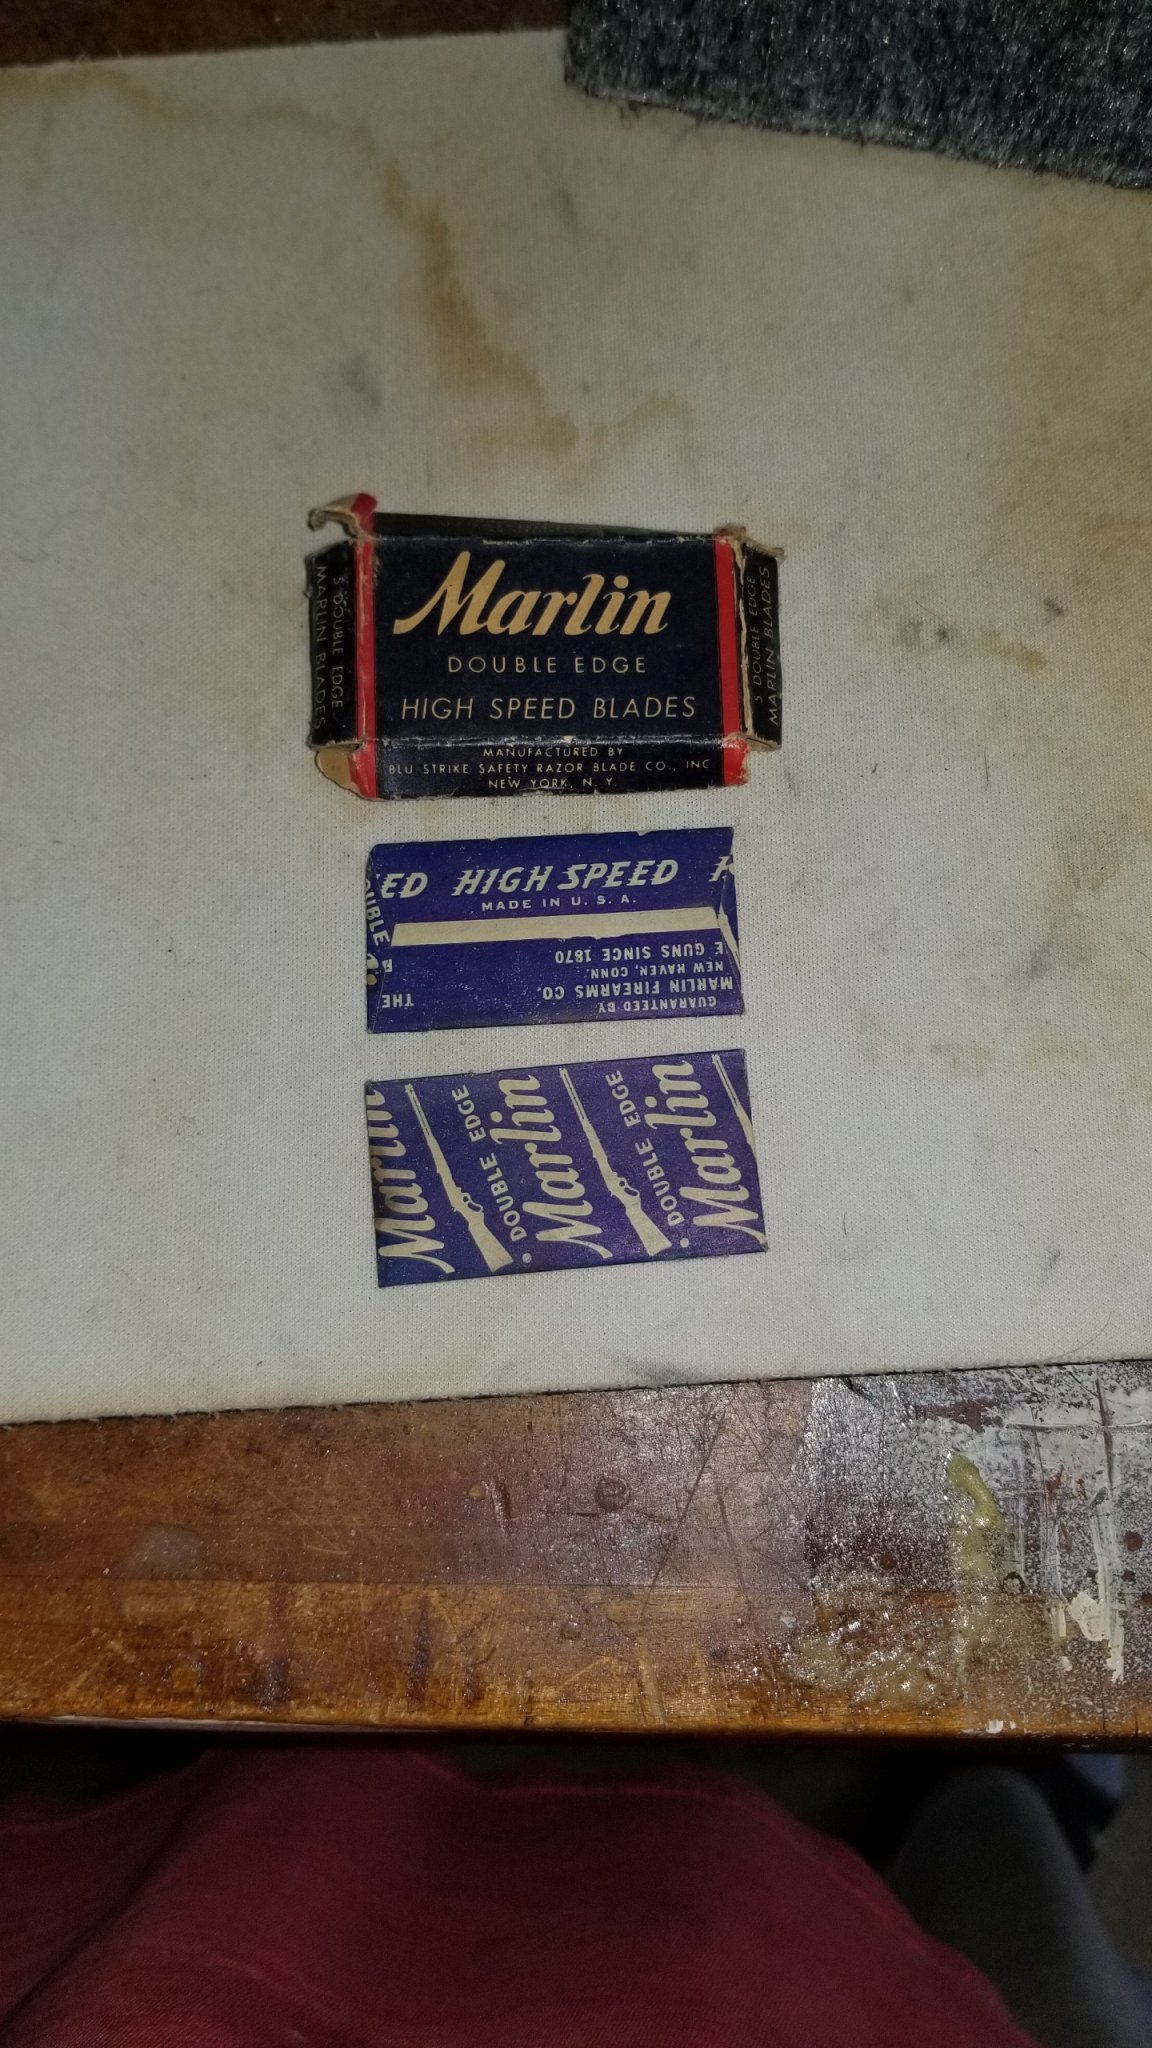 Marlin
DOUBLE EDGE
HIGH SPEED BLADES
MANUFACTURED BY
BLU STRIKE SAFETY RAZOR BLADE CO., INC
NEW YORK, N. Y.
5 DOUBLE EDGE
MARLIN BLADES
5 DOUBLE EDGE
MARLIN BLADES
ED HIGH SPEED
MADE IN U. S. A.
GUARANTEED BY
THE MARLIN FIREARMS CO.
NEW HAVEN, CONN.
E GUNS SINCE 1870
Marlin
• DOUBLE EDGE
Marlin
• DOUBLE EDGE
Marlin